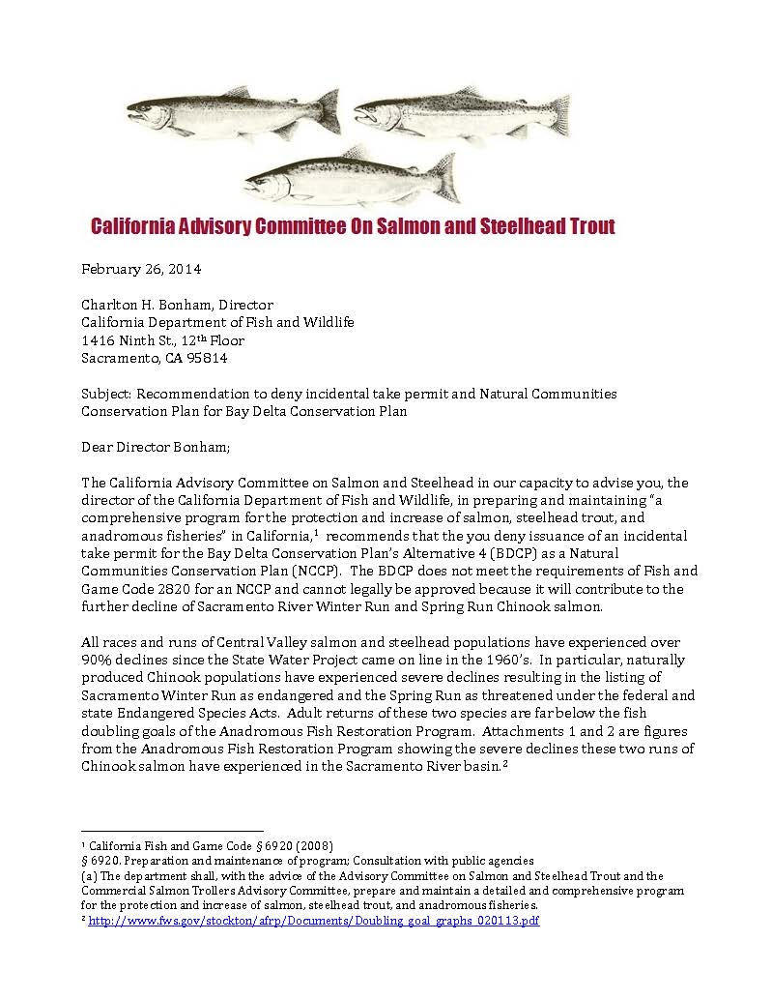 California Advisory Committee On Salmon and Steelhead Trout
February 26, 2014
Charlton H. Bonham, Director
California Department of Fish and Wildlife
1416 Ninth St., 12th Floor
Sacramento, CA 95814
Subject: Recommendation to deny incidental take permit and Natural Communities
Conservation Plan for Bay Delta Conservation Plan
Dear Director Bonham;
The California Advisory Committee on Salmon and Steelhead in our capacity to advise you, the
director of the California Department of Fish and Wildlife, in preparing and maintaining “a
comprehensive program for the protection and increase of salmon, steelhead trout, and
anadromous fisheries” in California,1 recommends that the you deny issuance of an incidental
take permit for the Bay Delta Conservation Plan’s Alternative 4 (BDCP) as a Natural
Communities Conservation Plan (NCCP). The BDCP does not meet the requirements of Fish and
Game Code 2820 for an NCCP and cannot legally be approved because it will contribute to the
further decline of Sacramento River Winter Run and Spring Run Chinook salmon.
All races and runs of Central Valley salmon and steelhead populations have experienced over
90% declines since the State Water Project came on line in the 1960’s. In particular, naturally
produced Chinook populations have experienced severe declines resulting in the listing of
Sacramento Winter Run as endangered and the Spring Run as threatened under the federal and
state Endangered Species Acts. Adult returns of these two species are far below the fish
doubling goals of the Anadromous Fish Restoration Program. Attachments 1 and 2 are figures
from the Anadromous Fish Restoration Program showing the severe declines these two runs of
Chinook salmon have experienced in the Sacramento River basin.2
1 California Fish and Game Code § 6920 (2008)
§ 6920. Preparation and maintenance of program; Consultation with public agencies
(a) The department shall, with the advice of the Advisory Committee on Salmon and Steelhead Trout and the
Commercial Salmon Trollers Advisory Committee, prepare and maintain a detailed and comprehensive program
for the protection and increase of salmon, steelhead trout, and anadromous fisheries.
2 http://www.fws.gov/stockton/afrp/Documents/Doubling_goal_graphs_020113.pdf